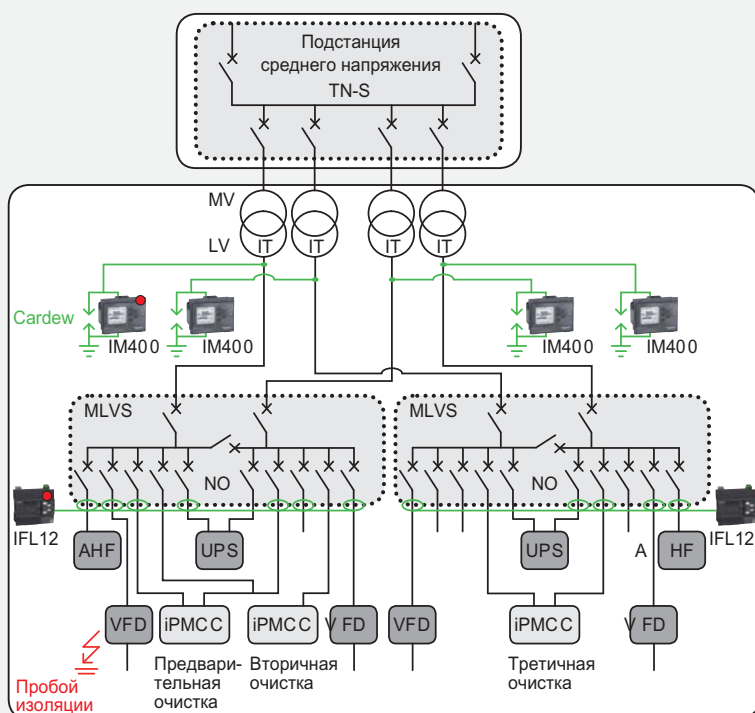 Подстанция
среднего напряжения
TN-S
MV
LV IT IT IT IT
Cardew
IM400 IM400 IM400 IM400
MLVS MLVS
NO NO
IFL12 IFL12
AHF UPS UPS A HF
VFD iPMCC iPMCC V FD VFD iPMCC V FD
Пробой
изоляции
Предвари-
тельная
очистка
Вторичная
очистка
Третичная
очистка